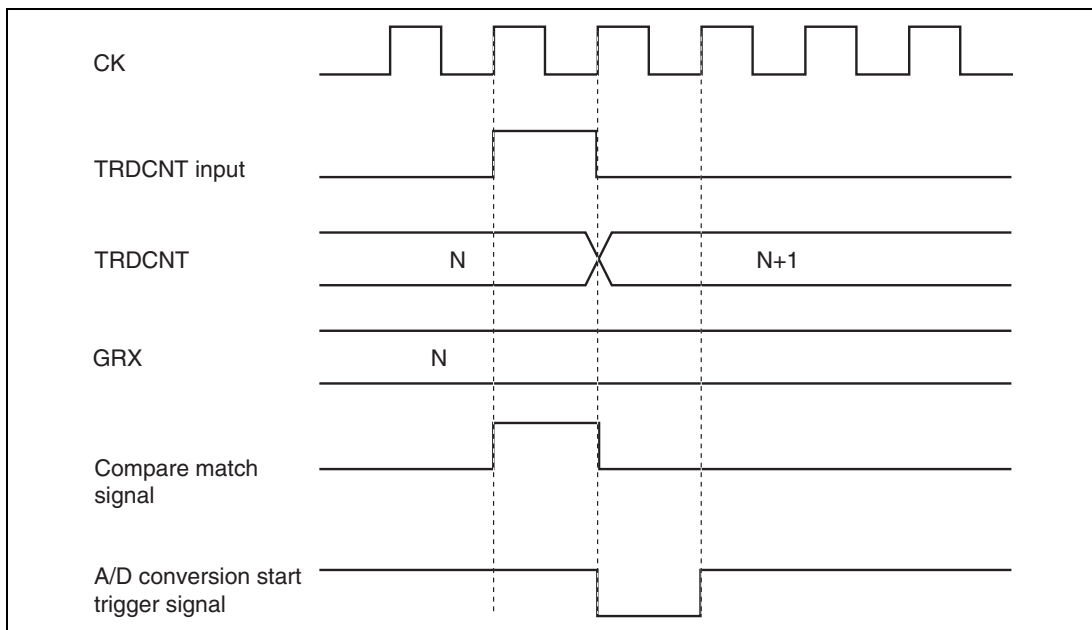 CK
TRDCNT input
TRDCNT
N
N+1
GRX
N
Compare match
signal
A/D conversion start
trigger signal